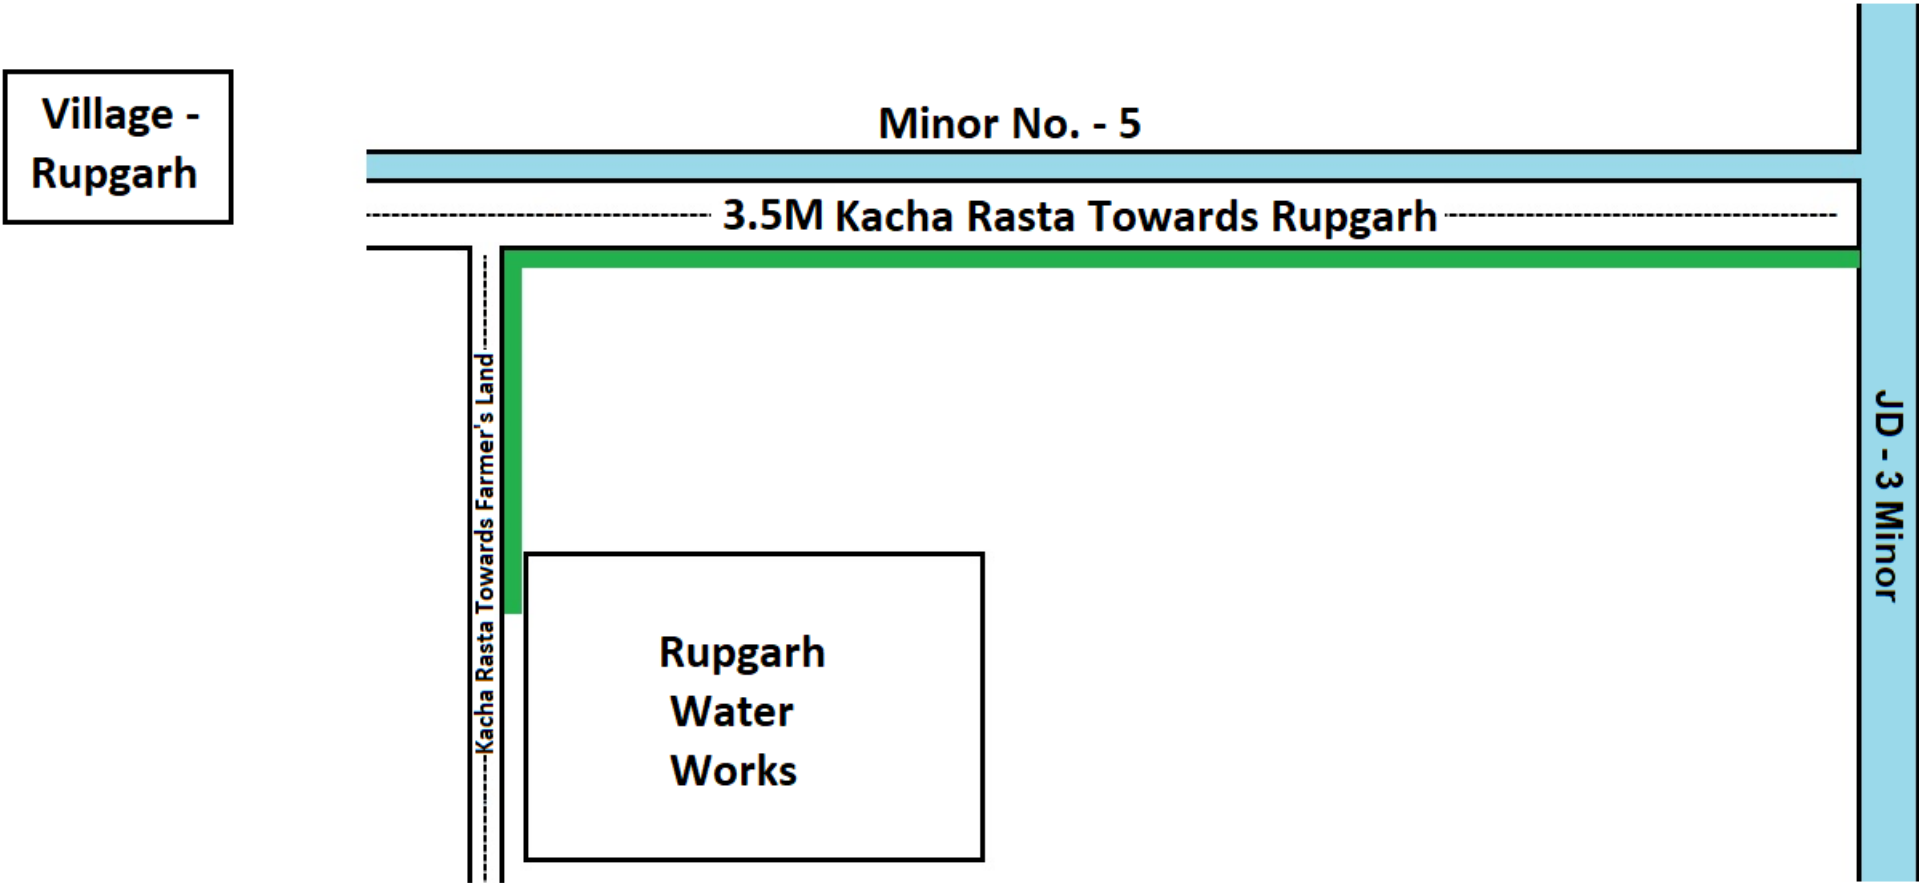 Village -
Rupgarh
Minor No. - 5
3.5M Kacha Rasta Towards Rupgarh
Kacha Rasta Towards Farmer's Land
JD - 3 Minor
Rupgarh
Water
Works